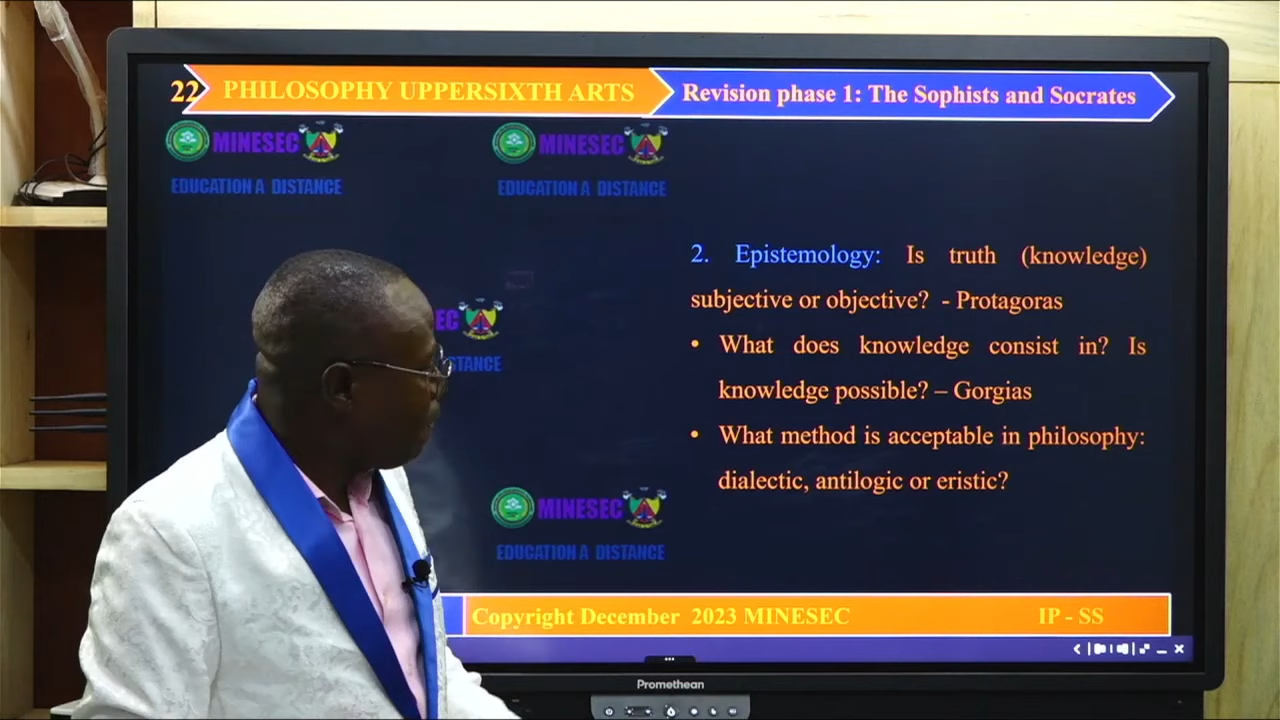 22
PHILOSOPHY UPPERSIXTH ARTS
Revision phase 1: The Sophists and Socrates
MINESEC
EDUCATION A DISTANCE
MINESEC
EDUCATION A DISTANCE
2. Epistemology: Is truth (knowledge)
subjective or objective? - Protagoras
EC
STANCE
• What does knowledge consist in? Is
knowledge possible? – Gorgias
• What method is acceptable in philosophy:
dialectic, antilogic or eristic?
MINESEC
EDUCATION A DISTANCE
Copyright December 2023 MINESEC
IP - SS
Promethean